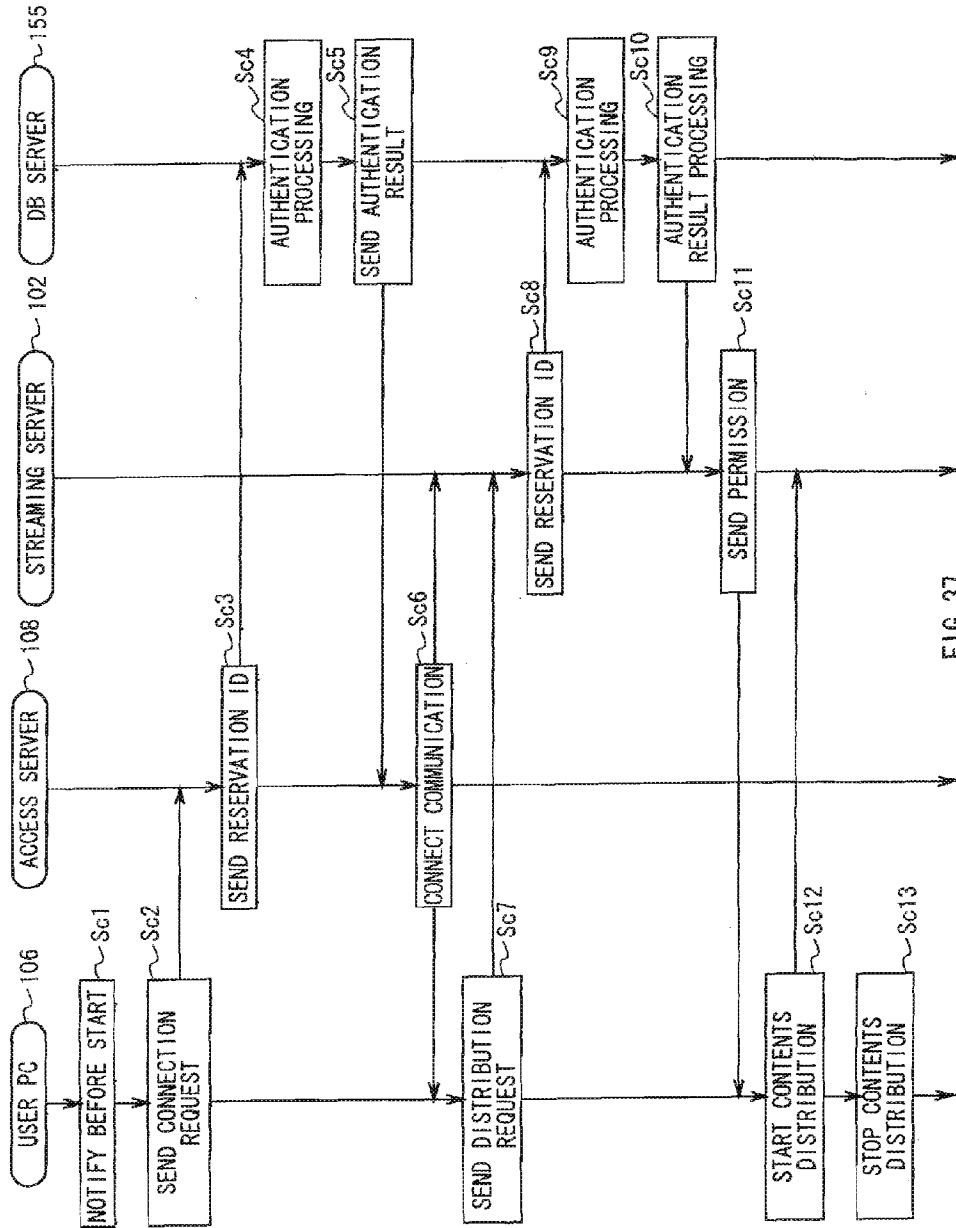 USER PC
106
ACCESS SERVER
108
STREAMING SERVER
102
DB SERVER
155
NOTIFY BEFORE START
Sc1
SEND CONNECTION
REQUEST
Sc2
SEND RESERVATION ID
Sc3
AUTHENTICATION
PROCESSING
Sc4
SEND AUTHENTICATION
RESULT
Sc5
CONNECT COMMUNICATION
Sc6
SEND DISTRIBUTION
REQUEST
Sc7
SEND RESERVATION ID
Sc8
AUTHENTICATION
PROCESSING
Sc9
AUTHENTICATION
RESULT PROCESSING
Sc10
SEND PERMISSION
Sc11
START CONTENTS
DISTRIBUTION
Sc12
STOP CONTENTS
DISTRIBUTION
Sc13
FIG. 37